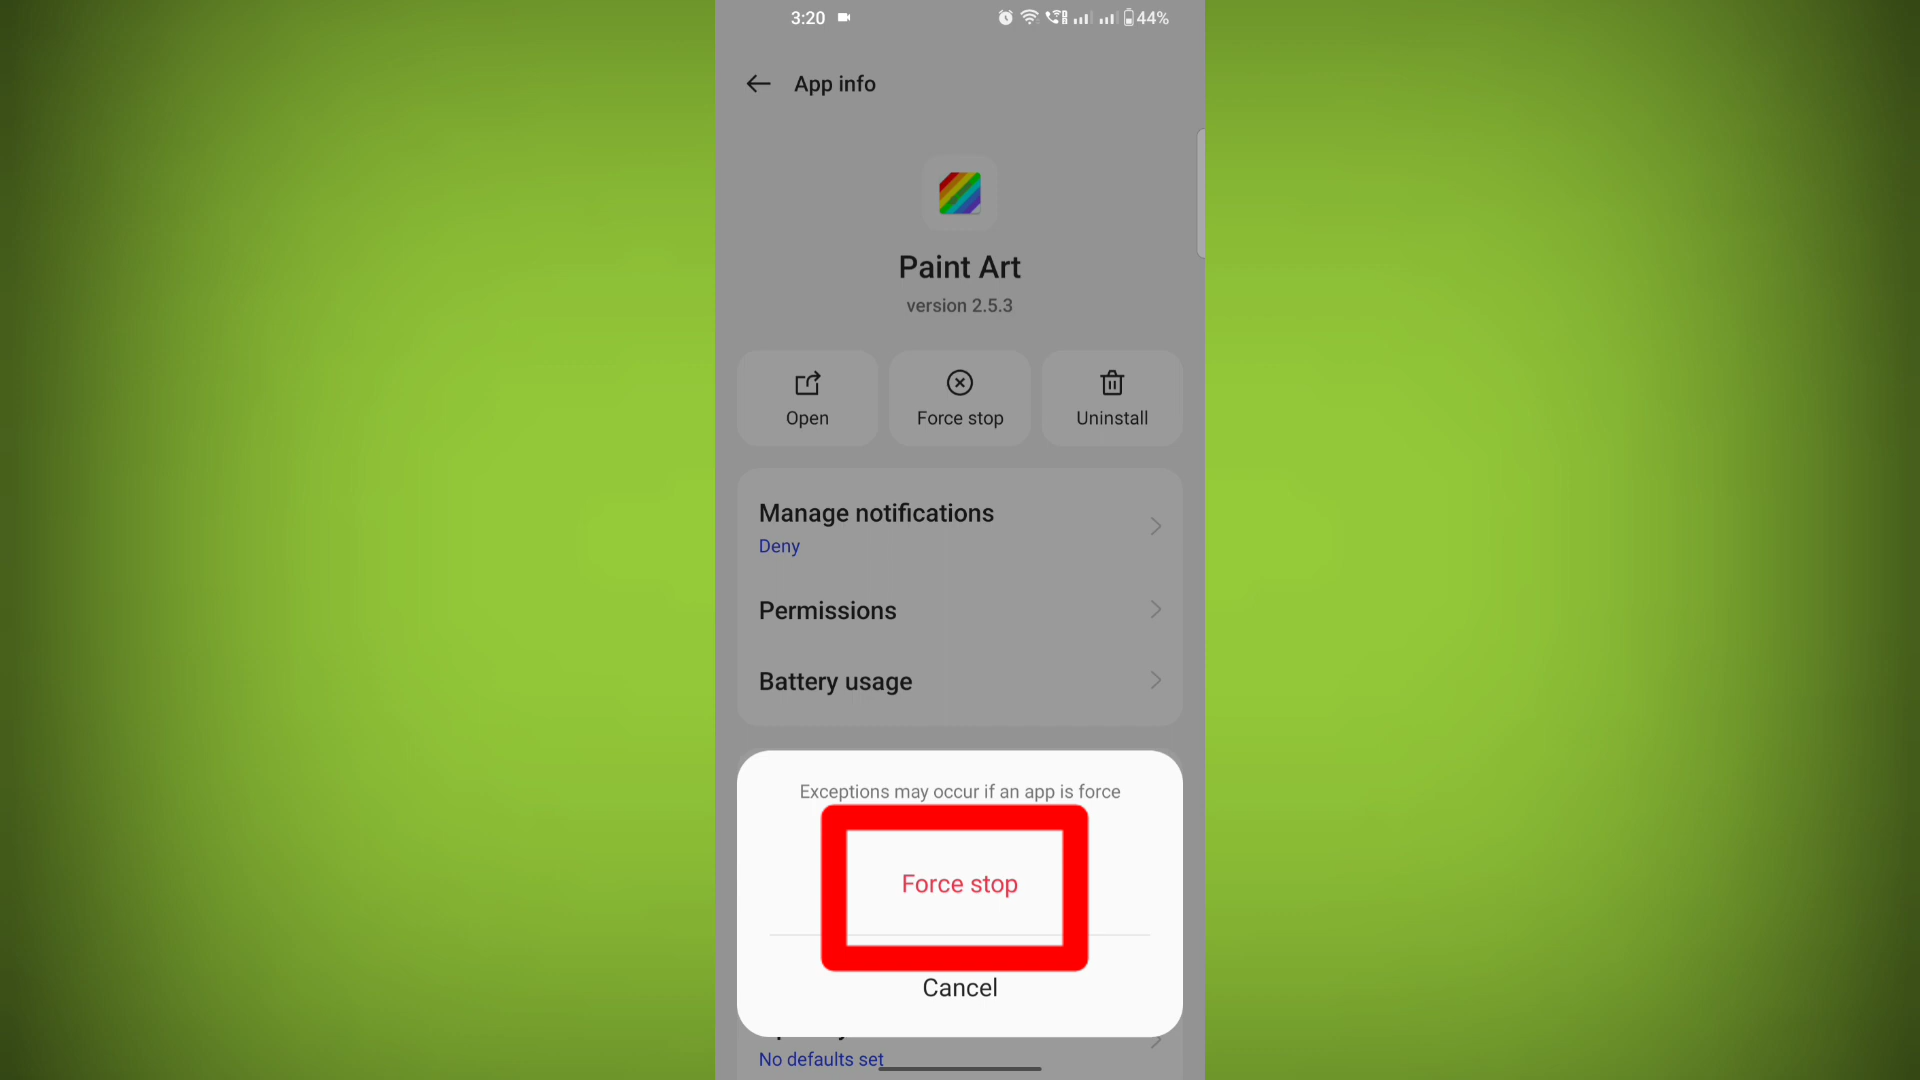 3:20
44%
App info
Paint Art
version 2.5.3
Open
Force stop
Uninstall
Manage notifications
Deny
Permissions
Battery usage
Exceptions may occur if an app is force
Force stop
Cancel
No defaults set